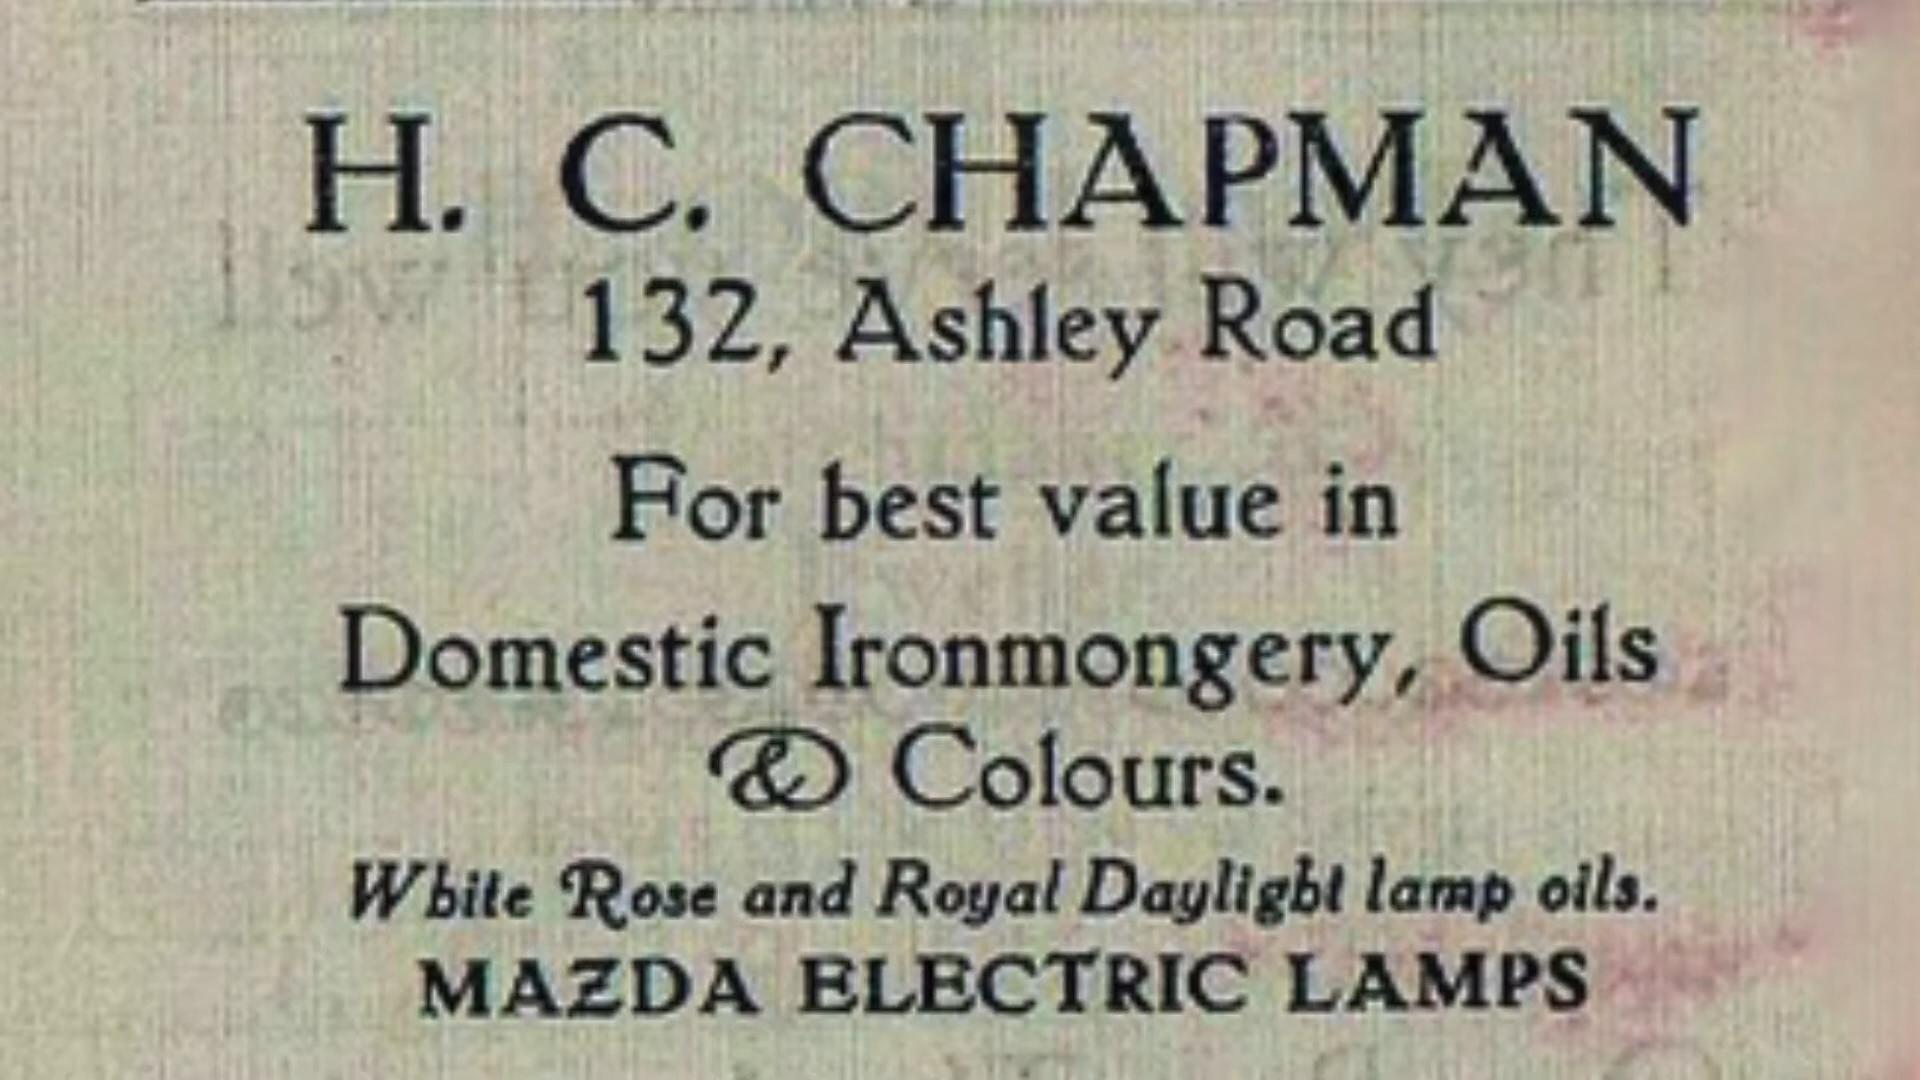 H. C. CHAPMAN
132, Ashley Road
For best value in
Domestic Ironmongery, Oils
& Colours.
White Rose and Royal Daylight lamp oils.
MAZDA ELECTRIC LAMPS